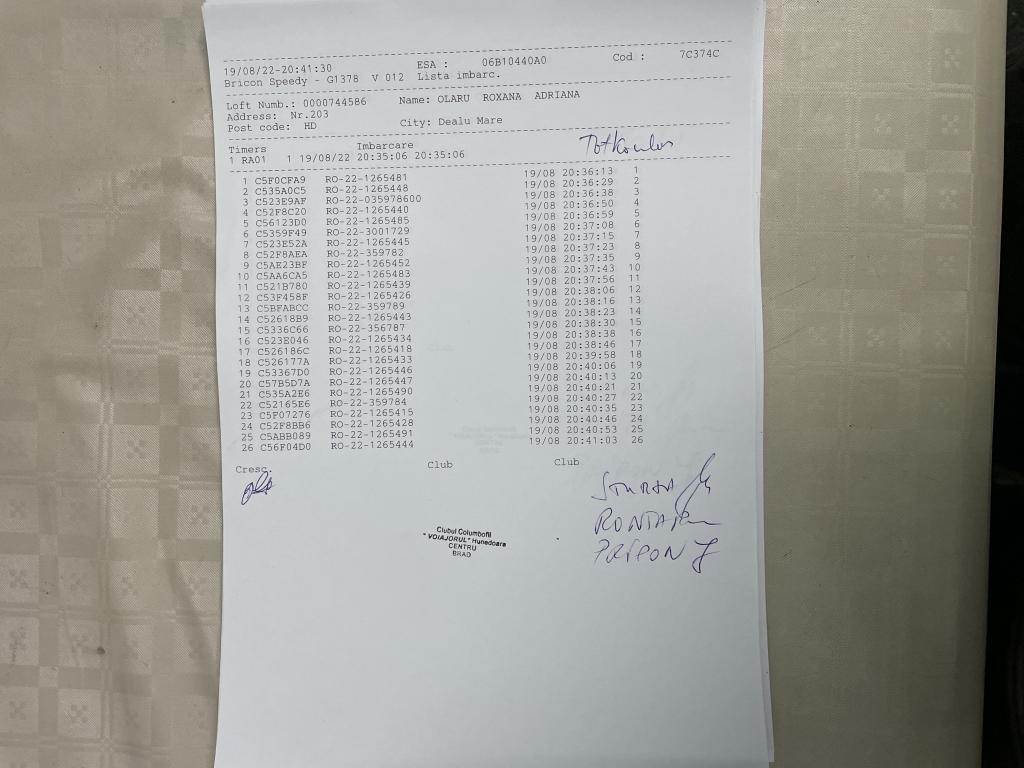 19/08/22-20:41:30 ESA : 06B10440A0 Cod : 7C374C
Bricon Speedy - G1378 V 012 Lista imbarc.
Loft Numb.: 0000744586 Name: OLARU ROXANA ADRIANA
Address: Nr.203
Post code: HD City: Dealu Mare
Timers Imbarcare
1 RA01 1 19/08/22 20:35:06 20:35:06
1 C5F0CFA9 RO-22-1265481 19/08 20:36:13 1
2 C535A0C5 RO-22-1265448 19/08 20:36:29 2
3 C523E9AF RO-22-035978600 19/08 20:36:38 3
4 C52F8C20 RO-22-1265440 19/08 20:36:50 4
5 C56123D0 RO-22-1265485 19/08 20:36:59 5
6 C5359F49 RO-22-3001729 19/08 20:37:08 6
7 C523E52A RO-22-1265445 19/08 20:37:15 7
8 C52F8AEA RO-22-359782 19/08 20:37:23 8
9 C5AE23BF RO-22-1265452 19/08 20:37:35 9
10 C5AA6CA5 RO-22-1265483 19/08 20:37:43 10
11 C521B780 RO-22-1265439 19/08 20:37:56 11
12 C53F458F RO-22-1265426 19/08 20:38:06 12
13 C5BFABCC RO-22-359789 19/08 20:38:16 13
14 C52618B9 RO-22-1265443 19/08 20:38:23 14
15 C5336C66 RO-22-356787 19/08 20:38:30 15
16 C523E046 RO-22-1265434 19/08 20:38:38 16
17 C526186C RO-22-1265418 19/08 20:38:46 17
18 C526177A RO-22-1265433 19/08 20:39:58 18
19 C53367D0 RO-22-1265446 19/08 20:40:06 19
20 C57B5D7A RO-22-1265447 19/08 20:40:13 20
21 C535A2E6 RO-22-1265490 19/08 20:40:21 21
22 C52165E6 RO-22-359784 19/08 20:40:27 22
23 C5F07276 RO-22-1265415 19/08 20:40:35 23
24 C52F8BB6 RO-22-1265428 19/08 20:40:46 24
25 C5ABB089 RO-22-1265491 19/08 20:40:53 25
26 C56F04D0 RO-22-1265444 19/08 20:41:03 26
Cresc. Club Club
Clubul Columbofil
"VOIAJORUL" Hunedoara
CENTRU
BRAD